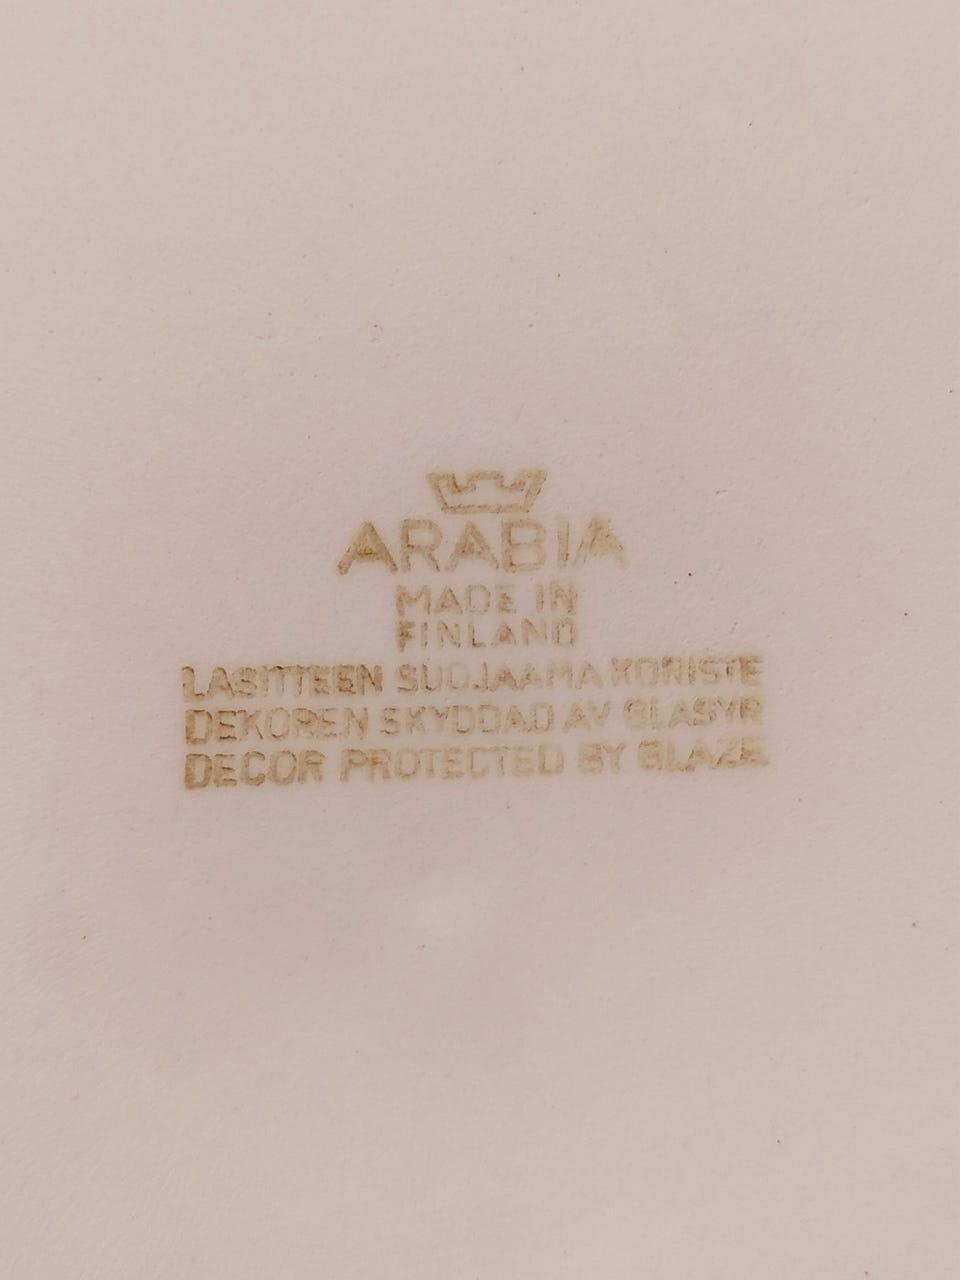 ARABIA
MADE IN
FINLAND
LASITTEEN SUOJAAMA KORISTE
DEKOREN SKYDDAD AV GLASYR
DECOR PROTECTED BY GLAZE